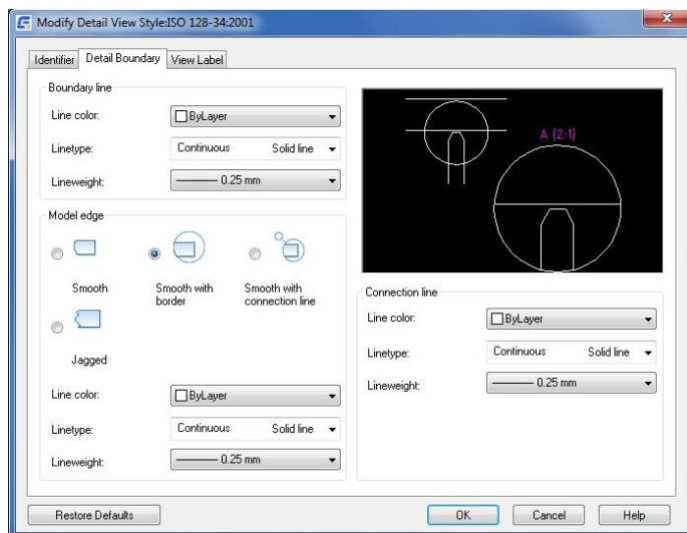 Modify Detail View Style:ISO 128-34:2001
Identifier Detail Boundary View Label
Boundary line
Line color: ByLayer
Linetype: Continuous Solid line
Lineweight: 0.25 mm
Model edge
Smooth Smooth with border Smooth with connection line
Jagged
Line color: ByLayer
Linetype: Continuous Solid line
Lineweight: 0.25 mm
A (2:1)
Connection line
Line color: ByLayer
Linetype: Continuous Solid line
Lineweight: 0.25 mm
Restore Defaults OK Cancel Help